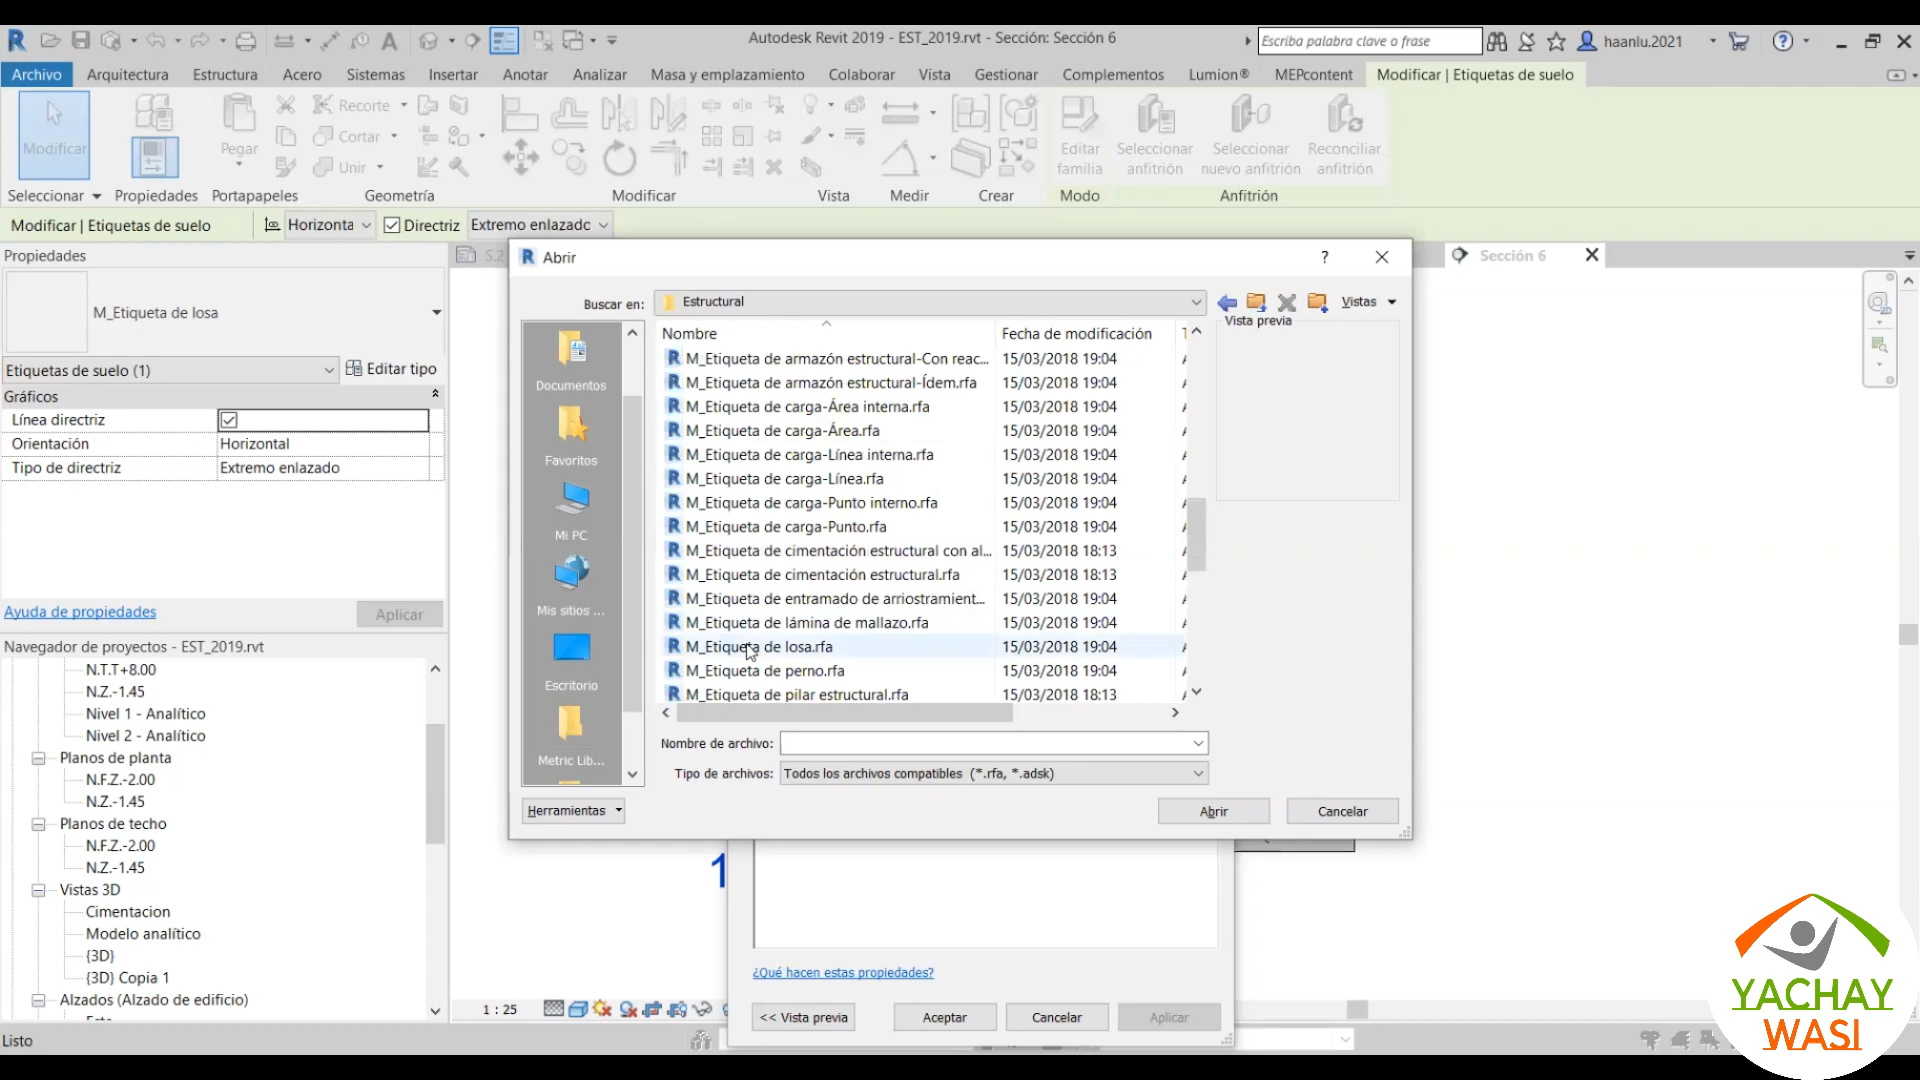 Autodesk Revit 2019 - EST_2019.rvt - Sección: Sección 6
Escriba palabra clave o frase
haanlu.2021
Archivo Arquitectura Estructura Acero Sistemas Insertar Anotar Analizar Masa y emplazamiento Colaborar Vista Gestionar Complementos Lumion® MEPcontent Modificar | Etiquetas de suelo
Modificar
Pegar
Recorte
Cortar
Unir
Editar familia
Seleccionar anfitrión
Seleccionar nuevo anfitrión
Reconciliar anfitrión
Seleccionar Propiedades Portapapeles Geometría Modificar Vista Medir Crear Modo Anfitrión
Modificar | Etiquetas de suelo Horizonta Directriz Extremo enlazadc
Propiedades
M_Etiqueta de losa
Etiquetas de suelo (1) Editar tipo
Gráficos
Línea directriz
Orientación Horizontal
Tipo de directriz Extremo enlazado
Ayuda de propiedades Aplicar
Navegador de proyectos - EST_2019.rvt
N.T.T+8.00
N.Z.-1.45
Nivel 1 - Analítico
Nivel 2 - Analítico
Planos de planta
N.F.Z.-2.00
N.Z.-1.45
Planos de techo
N.F.Z.-2.00
N.Z.-1.45
Vistas 3D
Cimentacion
Modelo analítico
{3D}
{3D} Copia 1
Alzados (Alzado de edificio)
Listo
S.2
Sección 6
Abrir
?
Buscar en: Estructural Vistas
Vista previa
Documentos
Favoritos
Mi PC
Mis sitios ...
Escritorio
Metric Lib...
Nombre Fecha de modificación
M_Etiqueta de armazón estructural-Con reac... 15/03/2018 19:04
M_Etiqueta de armazón estructural-Ídem.rfa 15/03/2018 19:04
M_Etiqueta de carga-Área interna.rfa 15/03/2018 19:04
M_Etiqueta de carga-Área.rfa 15/03/2018 19:04
M_Etiqueta de carga-Línea interna.rfa 15/03/2018 19:04
M_Etiqueta de carga-Línea.rfa 15/03/2018 19:04
M_Etiqueta de carga-Punto interno.rfa 15/03/2018 19:04
M_Etiqueta de carga-Punto.rfa 15/03/2018 19:04
M_Etiqueta de cimentación estructural con al... 15/03/2018 18:13
M_Etiqueta de cimentación estructural.rfa 15/03/2018 18:13
M_Etiqueta de entramado de arriostramient... 15/03/2018 19:04
M_Etiqueta de lámina de mallazo.rfa 15/03/2018 19:04
M_Etiqueta de losa.rfa 15/03/2018 19:04
M_Etiqueta de perno.rfa 15/03/2018 19:04
M_Etiqueta de pilar estructural.rfa 15/03/2018 18:13
Nombre de archivo:
Tipo de archivos: Todos los archivos compatibles (*.rfa, *.adsk)
Herramientas Abrir Cancelar
1
¿Qué hacen estas propiedades?
<< Vista previa Aceptar Cancelar Aplicar
1 : 25
YACHAY
WASI